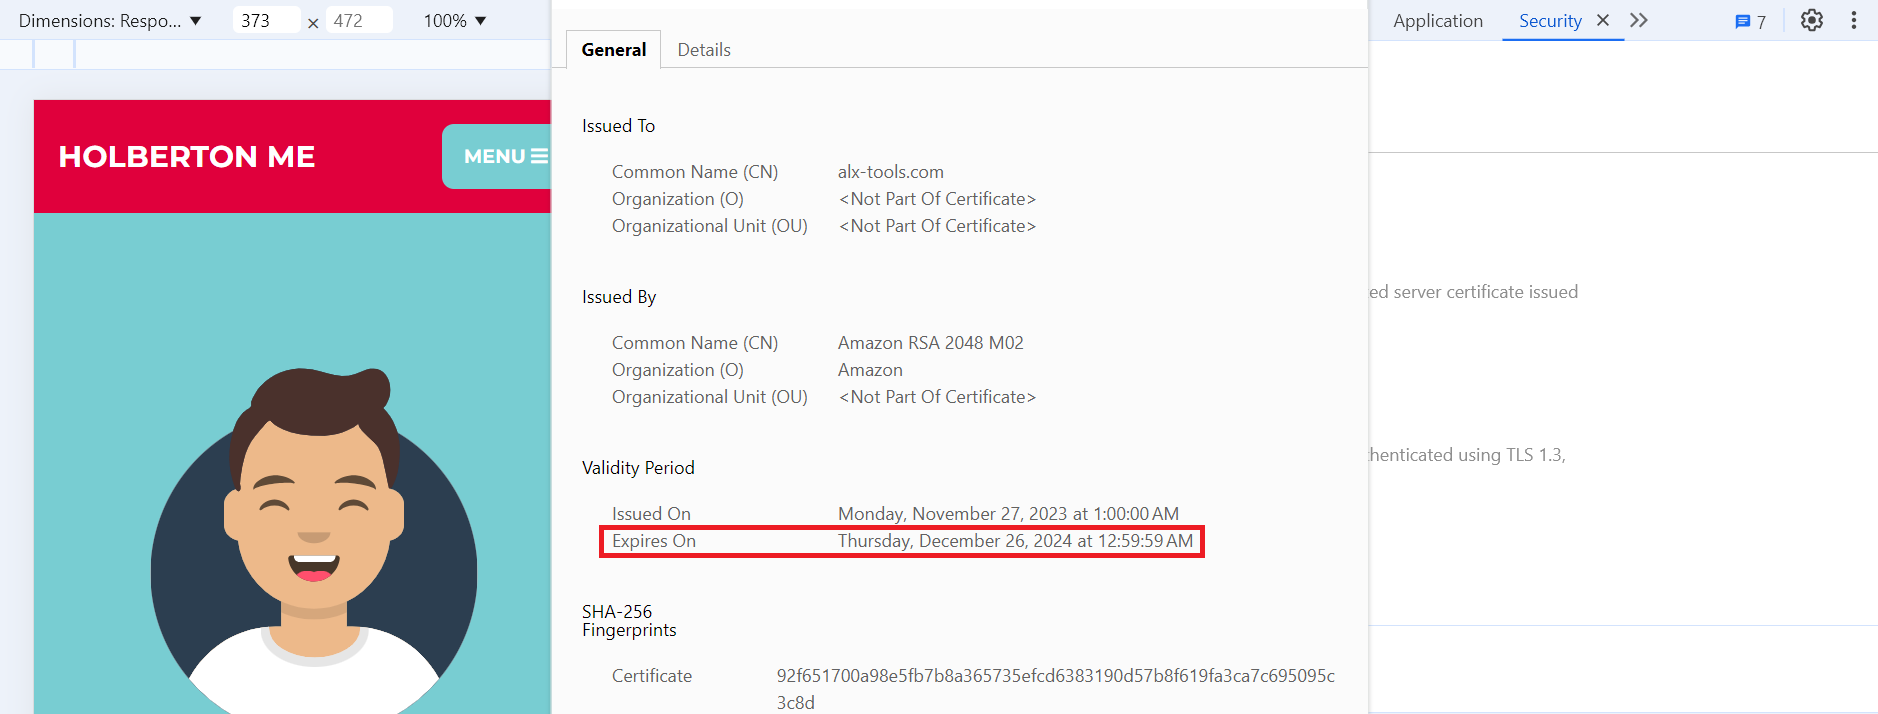 Dimensions: Respo... ▼ 373 × 472 100% ▼
General Details
Application Security × 7
HOLBERTON ME
MENU
Issued To
Common Name (CN) alx-tools.com
Organization (O) <Not Part Of Certificate>
Organizational Unit (OU) <Not Part Of Certificate>
Issued By
Common Name (CN) Amazon RSA 2048 M02
Organization (O) Amazon
Organizational Unit (OU) <Not Part Of Certificate>
Validity Period
Issued On Monday, November 27, 2023 at 1:00:00 AM
Expires On Thursday, December 26, 2024 at 12:59:59 AM
SHA-256
Fingerprints
Certificate 92f651700a98e5fb7b8a365735efcd6383190d57b8f619fa3ca7c695095c
3c8d
ed server certificate issued
henticated using TLS 1.3,